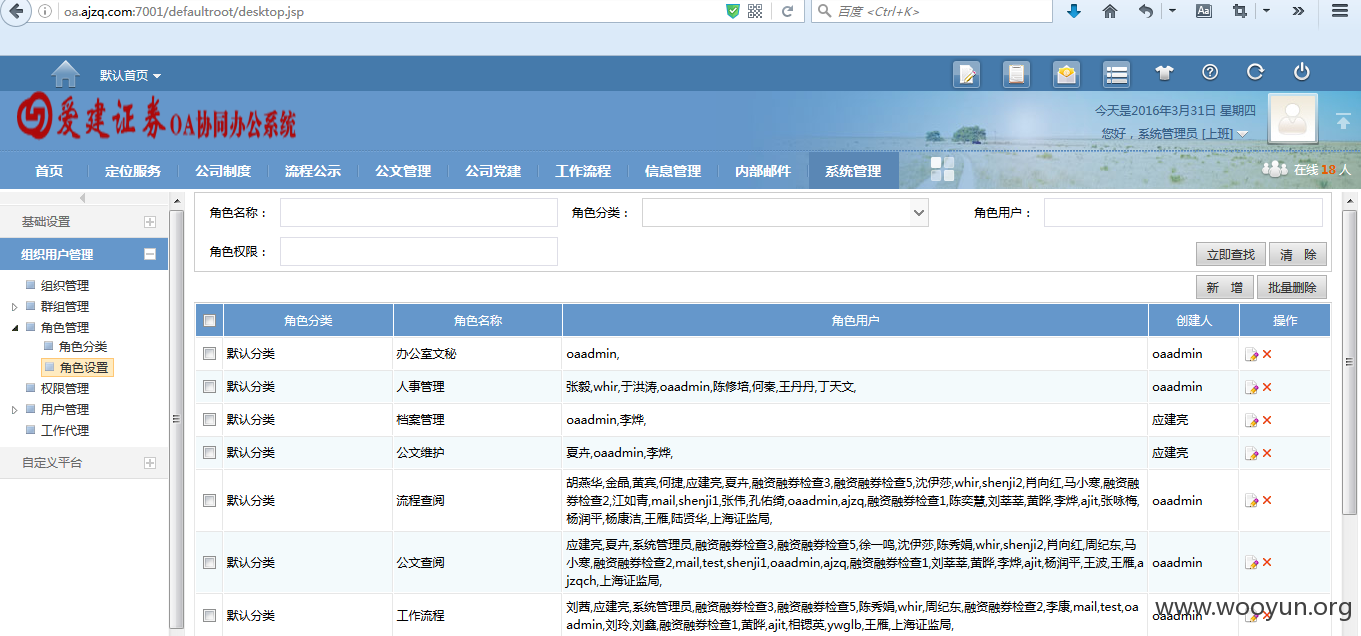 oa.ajzq.com:7001/defaultroot/desktop.jsp
百度 <Ctrl+K>
默认首页
爱建证券OA协同办公系统
今天是2016年3月31日 星期四
您好，系统管理员 [上班]
首页 定位服务 公司制度 流程公示 公文管理 公司党建 工作流程 信息管理 内部邮件 系统管理
在线 18 人
基础设置
组织用户管理
组织管理
群组管理
角色管理
角色分类
角色设置
权限管理
用户管理
工作代理
自定义平台
角色名称： 角色分类： 角色用户：
角色权限：
立即查找 清 除
新 增 批量删除
角色分类 角色名称 角色用户 创建人 操作
默认分类 办公室文秘 oaadmin, oaadmin
默认分类 人事管理 张毅,whir,于洪涛,oaadmin,陈修培,何秦,王丹丹,丁天文, oaadmin
默认分类 档案管理 oaadmin,李烨, 应建亮
默认分类 公文维护 夏卉,oaadmin,李烨, 应建亮
默认分类 流程查阅 胡燕华,金晶,黄宾,何捷,应建亮,夏卉,融资融券检查3,融资融券检查5,沈伊莎,whir,shenji2,肖向红,马小寒,融资融
券检查2,江如青,mail,shenji1,张伟,孔佑绮,oaadmin,ajzq,融资融券检查1,陈奕慧,刘莘莘,黄晔,李烨,ajit,张咏梅,
杨润平,杨康洁,王雁,陆贤华,上海证监局, oaadmin
默认分类 公文查阅 应建亮,夏卉,系统管理员,融资融券检查3,融资融券检查5,徐一鸣,沈伊莎,陈秀娟,whir,shenji2,肖向红,周纪东,马
小寒,融资融券检查2,mail,test,shenji1,oaadmin,ajzq,融资融券检查1,刘莘莘,黄晔,李烨,ajit,杨润平,王波,王雁,a
jzqch,上海证监局, oaadmin
默认分类 工作流程 刘茜,应建亮,系统管理员,融资融券检查3,融资融券检查5,陈秀娟,whir,周纪东,融资融券检查2,李康,mail,test,oa
admin,刘玲,刘鑫,融资融券检查1,黄晔,ajit,相锶英,ywglb,王雁,上海证监局, oaadmin
www.wooyun.org